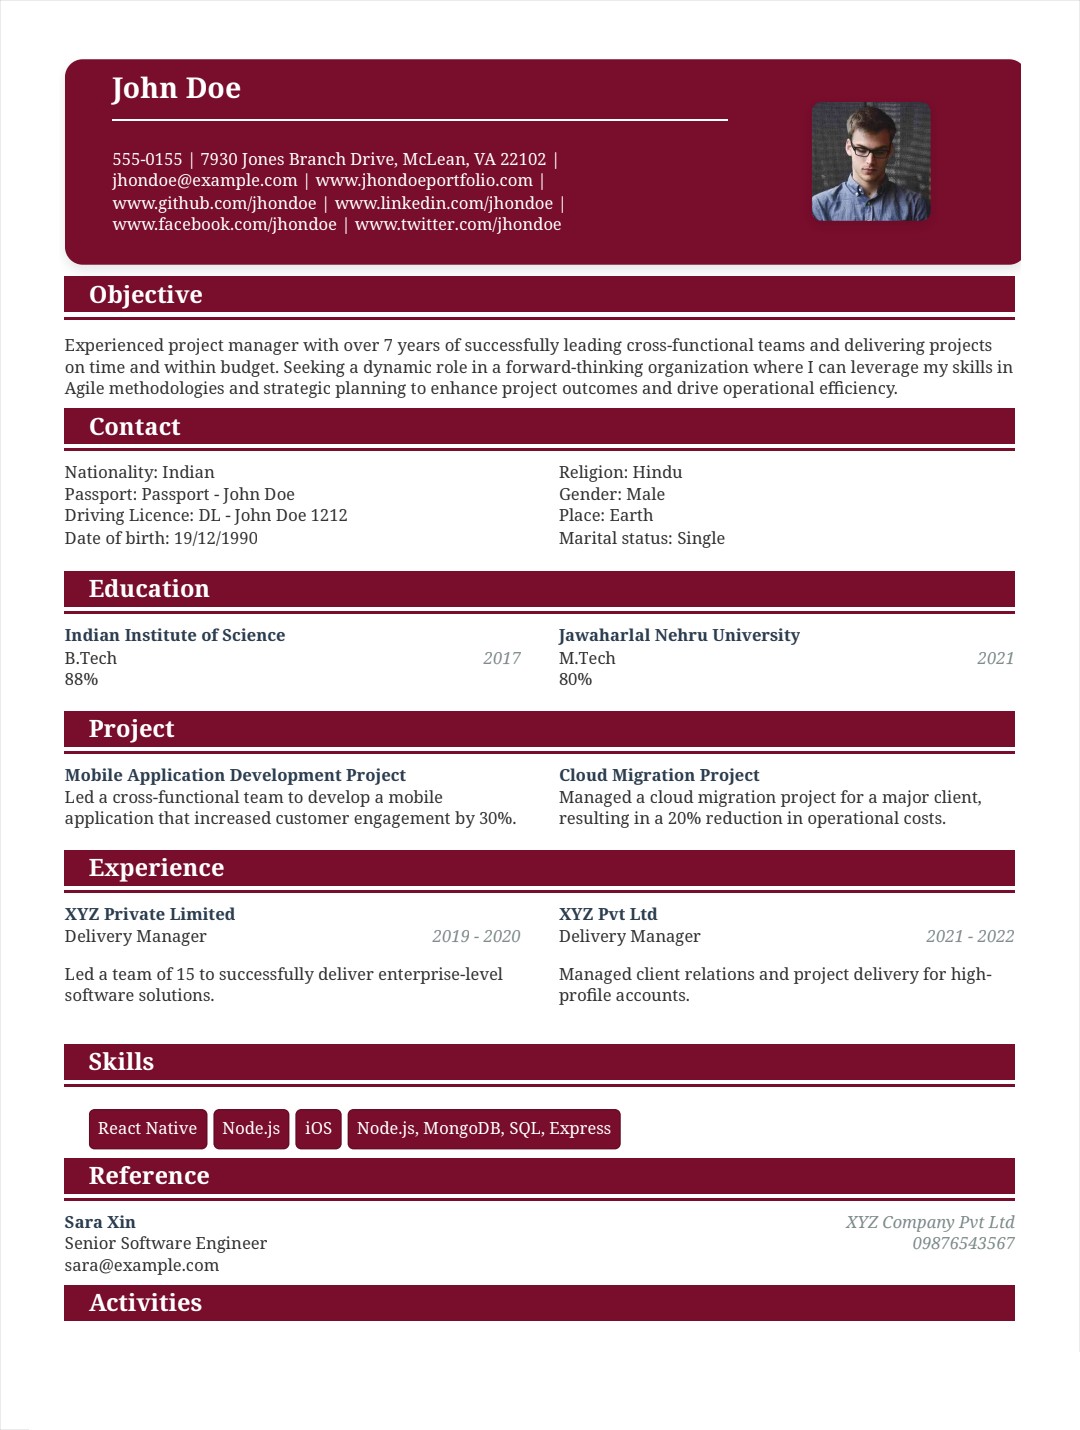 John Doe
555-0155 | 7930 Jones Branch Drive, McLean, VA 22102 |
jhondoe@example.com | www.jhondoeportfolio.com |
www.github.com/jhondoe | www.linkedin.com/jhondoe |
www.facebook.com/jhondoe | www.twitter.com/jhondoe
Objective
Experienced project manager with over 7 years of successfully leading cross-functional teams and delivering projects
on time and within budget. Seeking a dynamic role in a forward-thinking organization where I can leverage my skills in
Agile methodologies and strategic planning to enhance project outcomes and drive operational efficiency.
Contact
Nationality: Indian
Passport: Passport - John Doe
Driving Licence: DL - John Doe 1212
Date of birth: 19/12/1990
Religion: Hindu
Gender: Male
Place: Earth
Marital status: Single
Education
Indian Institute of Science
B.Tech 2017
88%
Jawaharlal Nehru University
M.Tech 2021
80%
Project
Mobile Application Development Project
Led a cross-functional team to develop a mobile
application that increased customer engagement by 30%.
Cloud Migration Project
Managed a cloud migration project for a major client,
resulting in a 20% reduction in operational costs.
Experience
XYZ Private Limited
Delivery Manager 2019 - 2020
Led a team of 15 to successfully deliver enterprise-level
software solutions.
XYZ Pvt Ltd
Delivery Manager 2021 - 2022
Managed client relations and project delivery for high-
profile accounts.
Skills
React Native Node.js iOS Node.js, MongoDB, SQL, Express
Reference
Sara Xin XYZ Company Pvt Ltd
Senior Software Engineer 09876543567
sara@example.com
Activities